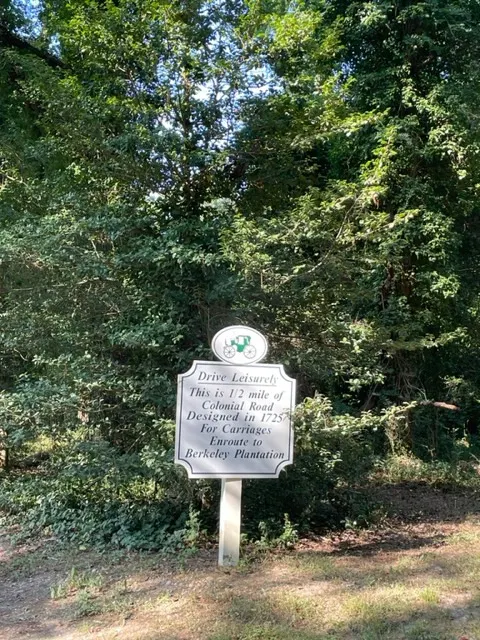 Drive Leisurely
This is 1/2 mile of
Colonial Road
Designed in 1725
For Carriages
Enroute to
Berkeley Plantation